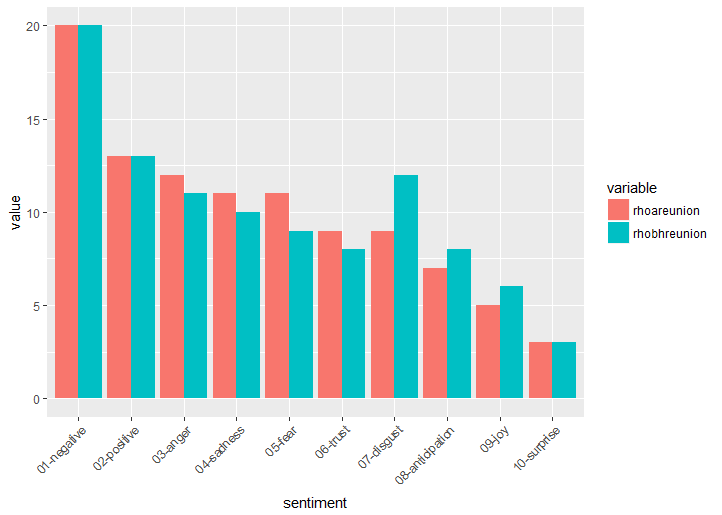 20
15
10
5
0
value
01-negative
02-positive
03-anger
04-sadness
05-fear
06-trust
07-disgust
08-anticipation
09-joy
10-surprise
sentiment
variable
rhoareunion
rhobhreunion